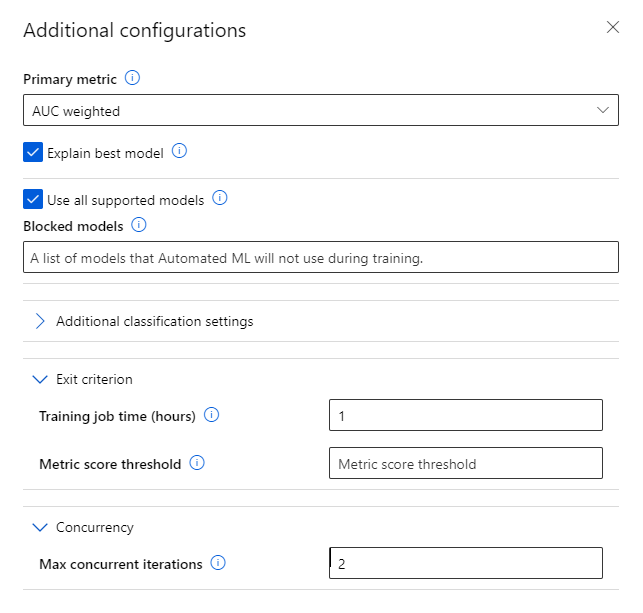 Additional configurations
Primary metric
AUC weighted
Explain best model
Use all supported models
Blocked models
A list of models that Automated ML will not use during training.
Additional classification settings
Exit criterion
Training job time (hours)
1
Metric score threshold
Metric score threshold
Concurrency
Max concurrent iterations
2